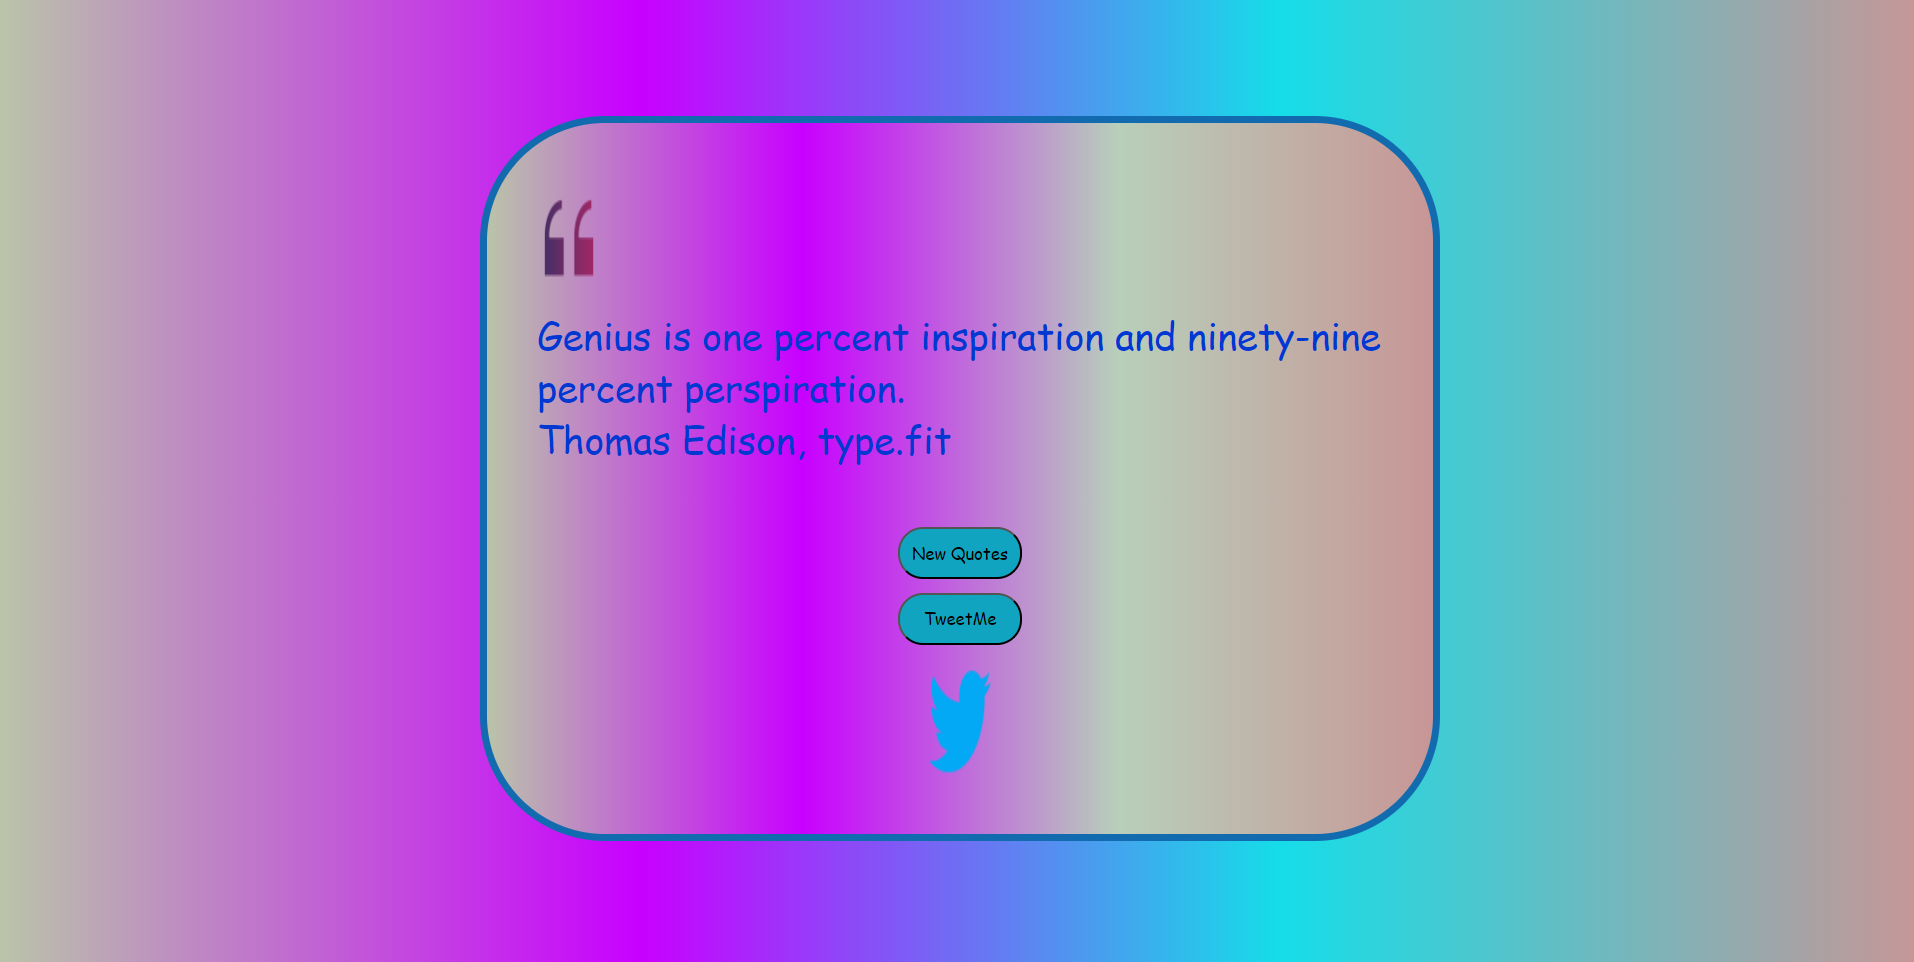 “
Genius is one percent inspiration and ninety-nine
percent perspiration.
Thomas Edison, type.fit
New Quotes
TweetMe